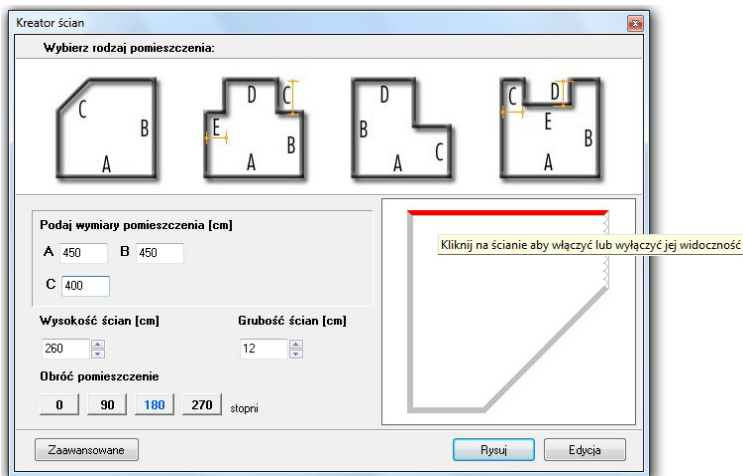 Kreator ścian
Wybierz rodzaj pomieszczenia:
C B A
D C E B A
D B C A
C D E B A
Podaj wymiary pomieszczenia [cm]
A 450 B 450
C 400
Kliknij na ścianie aby włączyć lub wyłączyć jej widoczność
Wysokość ścian [cm] Grubość ścian [cm]
260 12
Obróć pomieszczenie
0 90 180 270 stopni
Zaawansowane Rysuj Edycja